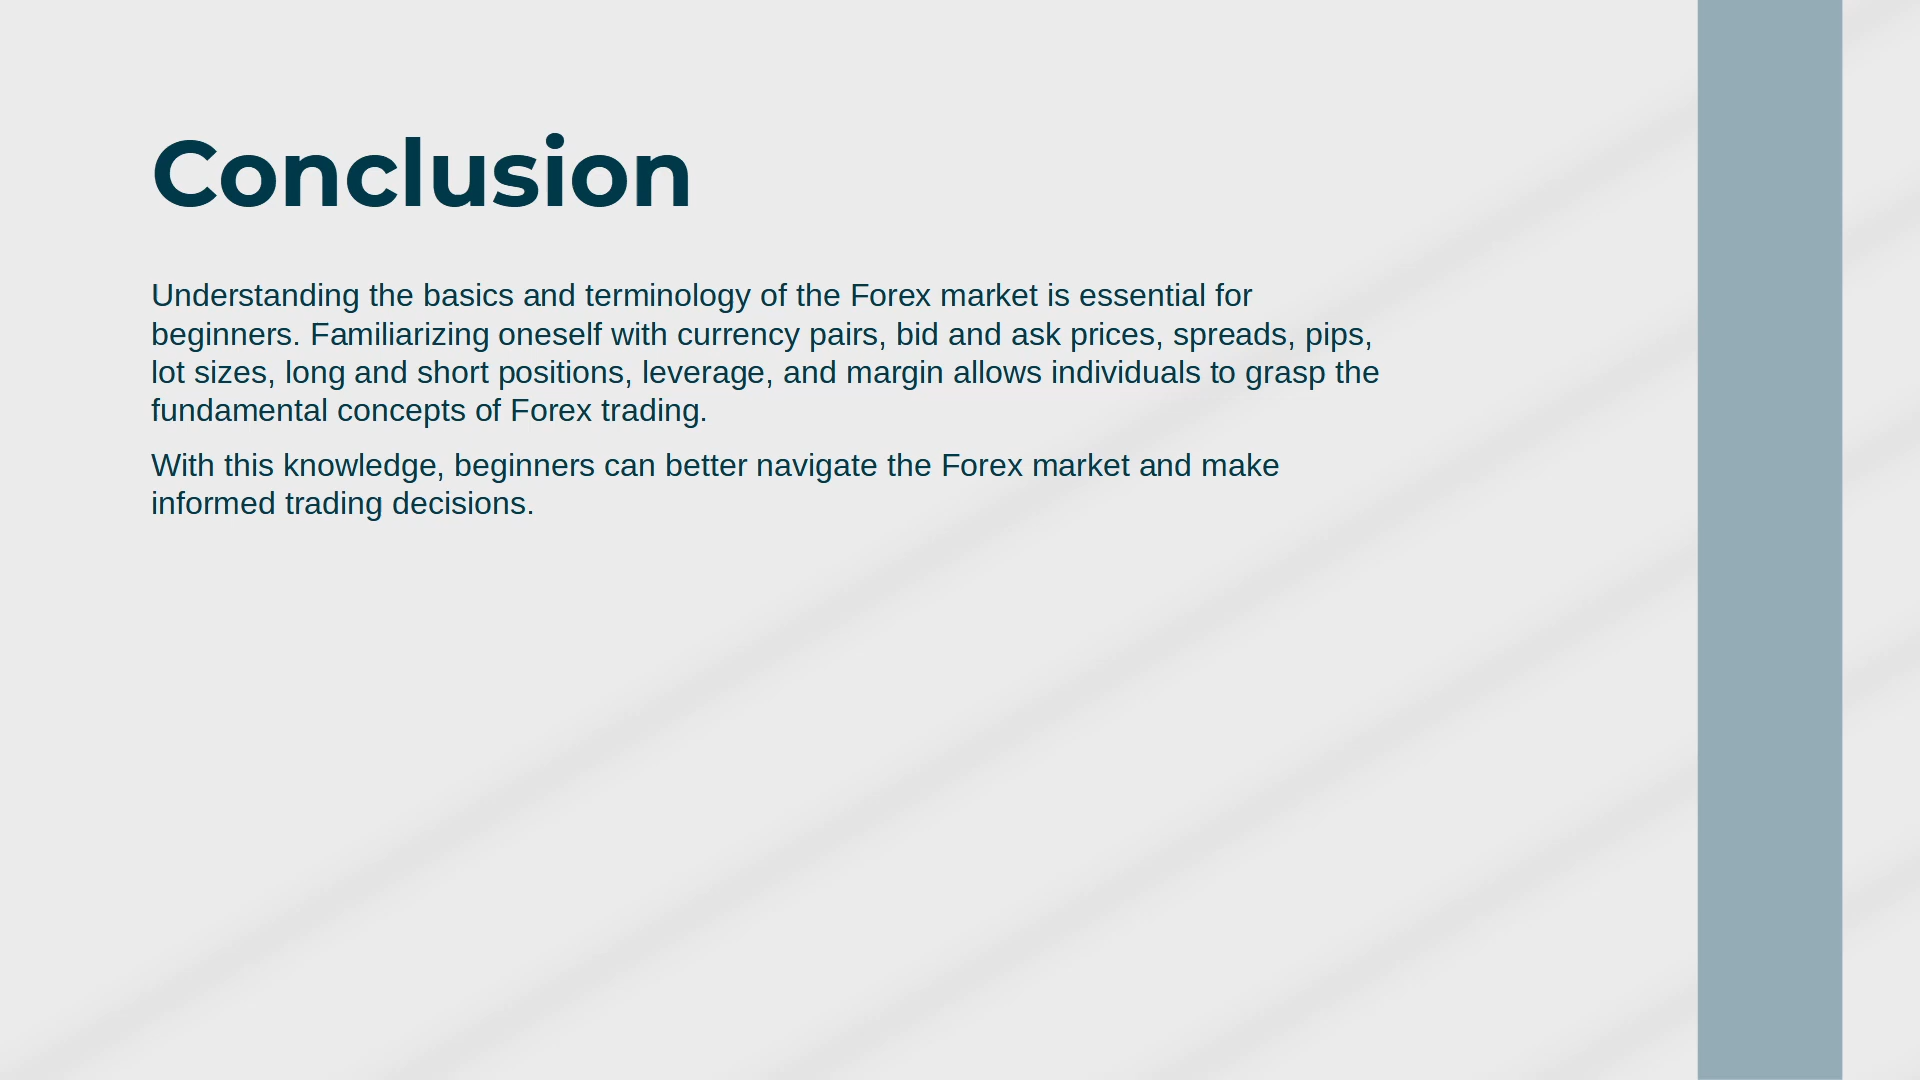 Conclusion
Understanding the basics and terminology of the Forex market is essential for
beginners. Familiarizing oneself with currency pairs, bid and ask prices, spreads, pips,
lot sizes, long and short positions, leverage, and margin allows individuals to grasp the
fundamental concepts of Forex trading.
With this knowledge, beginners can better navigate the Forex market and make
informed trading decisions.